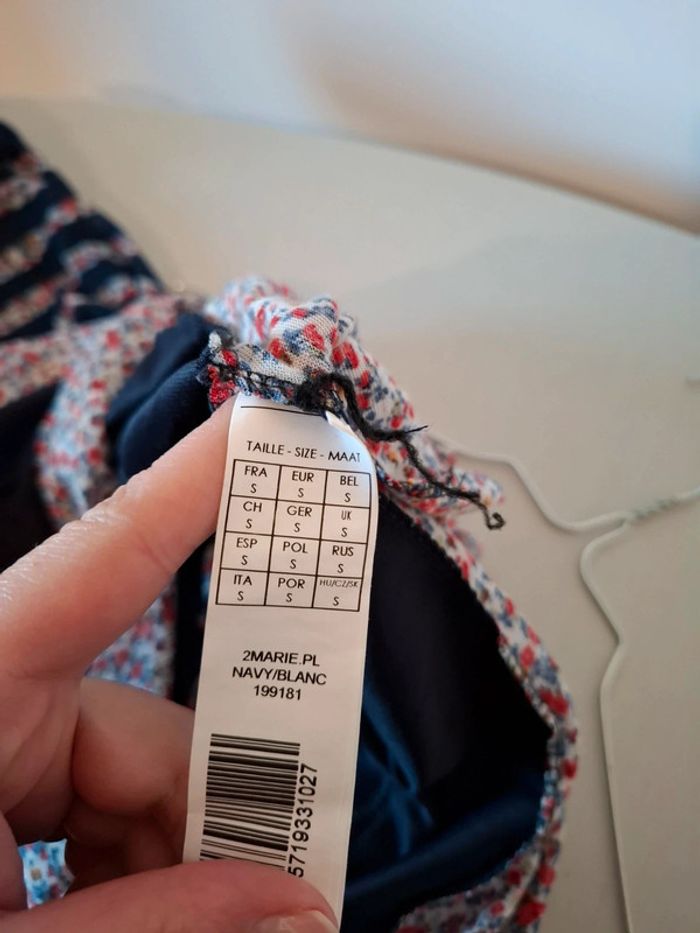 TAILLE - SIZE - MAAT
FRA EUR BEL
S S S
CH GER UK
S S S
ESP POL RUS
S S S
ITA POR HU/CZ/SK
S S S
2MARIE.PL
NAVY/BLANC
199181
5719331027